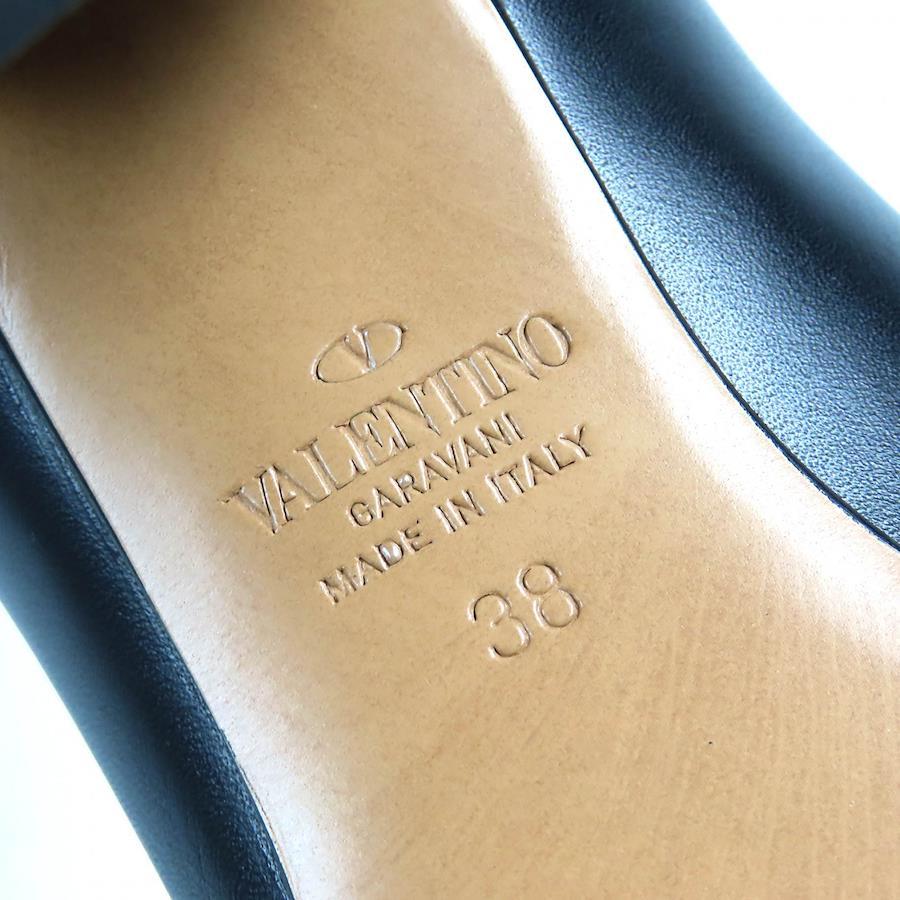 V
VALENTINO
GARAVANI
MADE IN ITALY
38